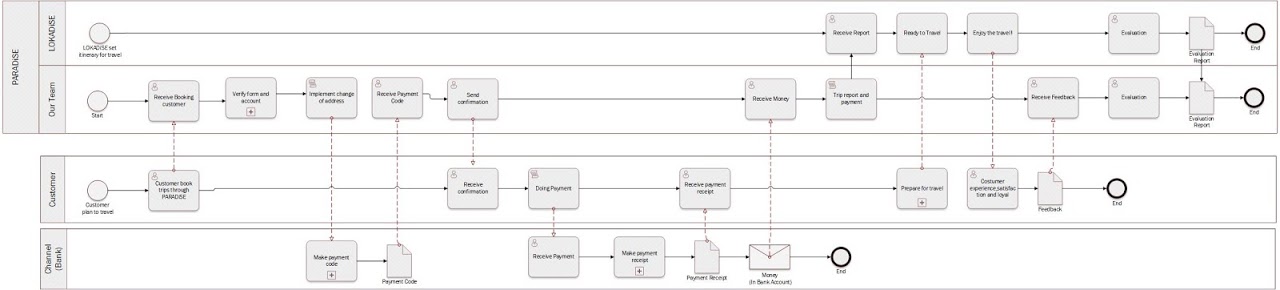 PARADISE
LOKADISE
LOKADISE set
itinerary for travel
Receive Report
Ready to Travel
Enjoy the travel!!
Evaluation
Evaluation
Report
End
Our Team
Start
Receive Booking
customer
Verify form and
account
Implement change
of address
Receive Payment
Code
Send
confirmation
Receive Money
Trip report and
payment
Receive Feedback
Evaluation
Evaluation
Report
End
Customer
Customer
plan to travel
Customer book
trips through
PARADISE
Receive
confirmation
Doing Payment
Receive payment
receipt
Prepare for travel
Costumer
experience,satisfac
tion and loyal
Feedback
End
Channel
(Bank)
Make payment
code
Payment Code
Receive Payment
Make payment
receipt
Payment Receipt
Money
(In Bank Account)
End